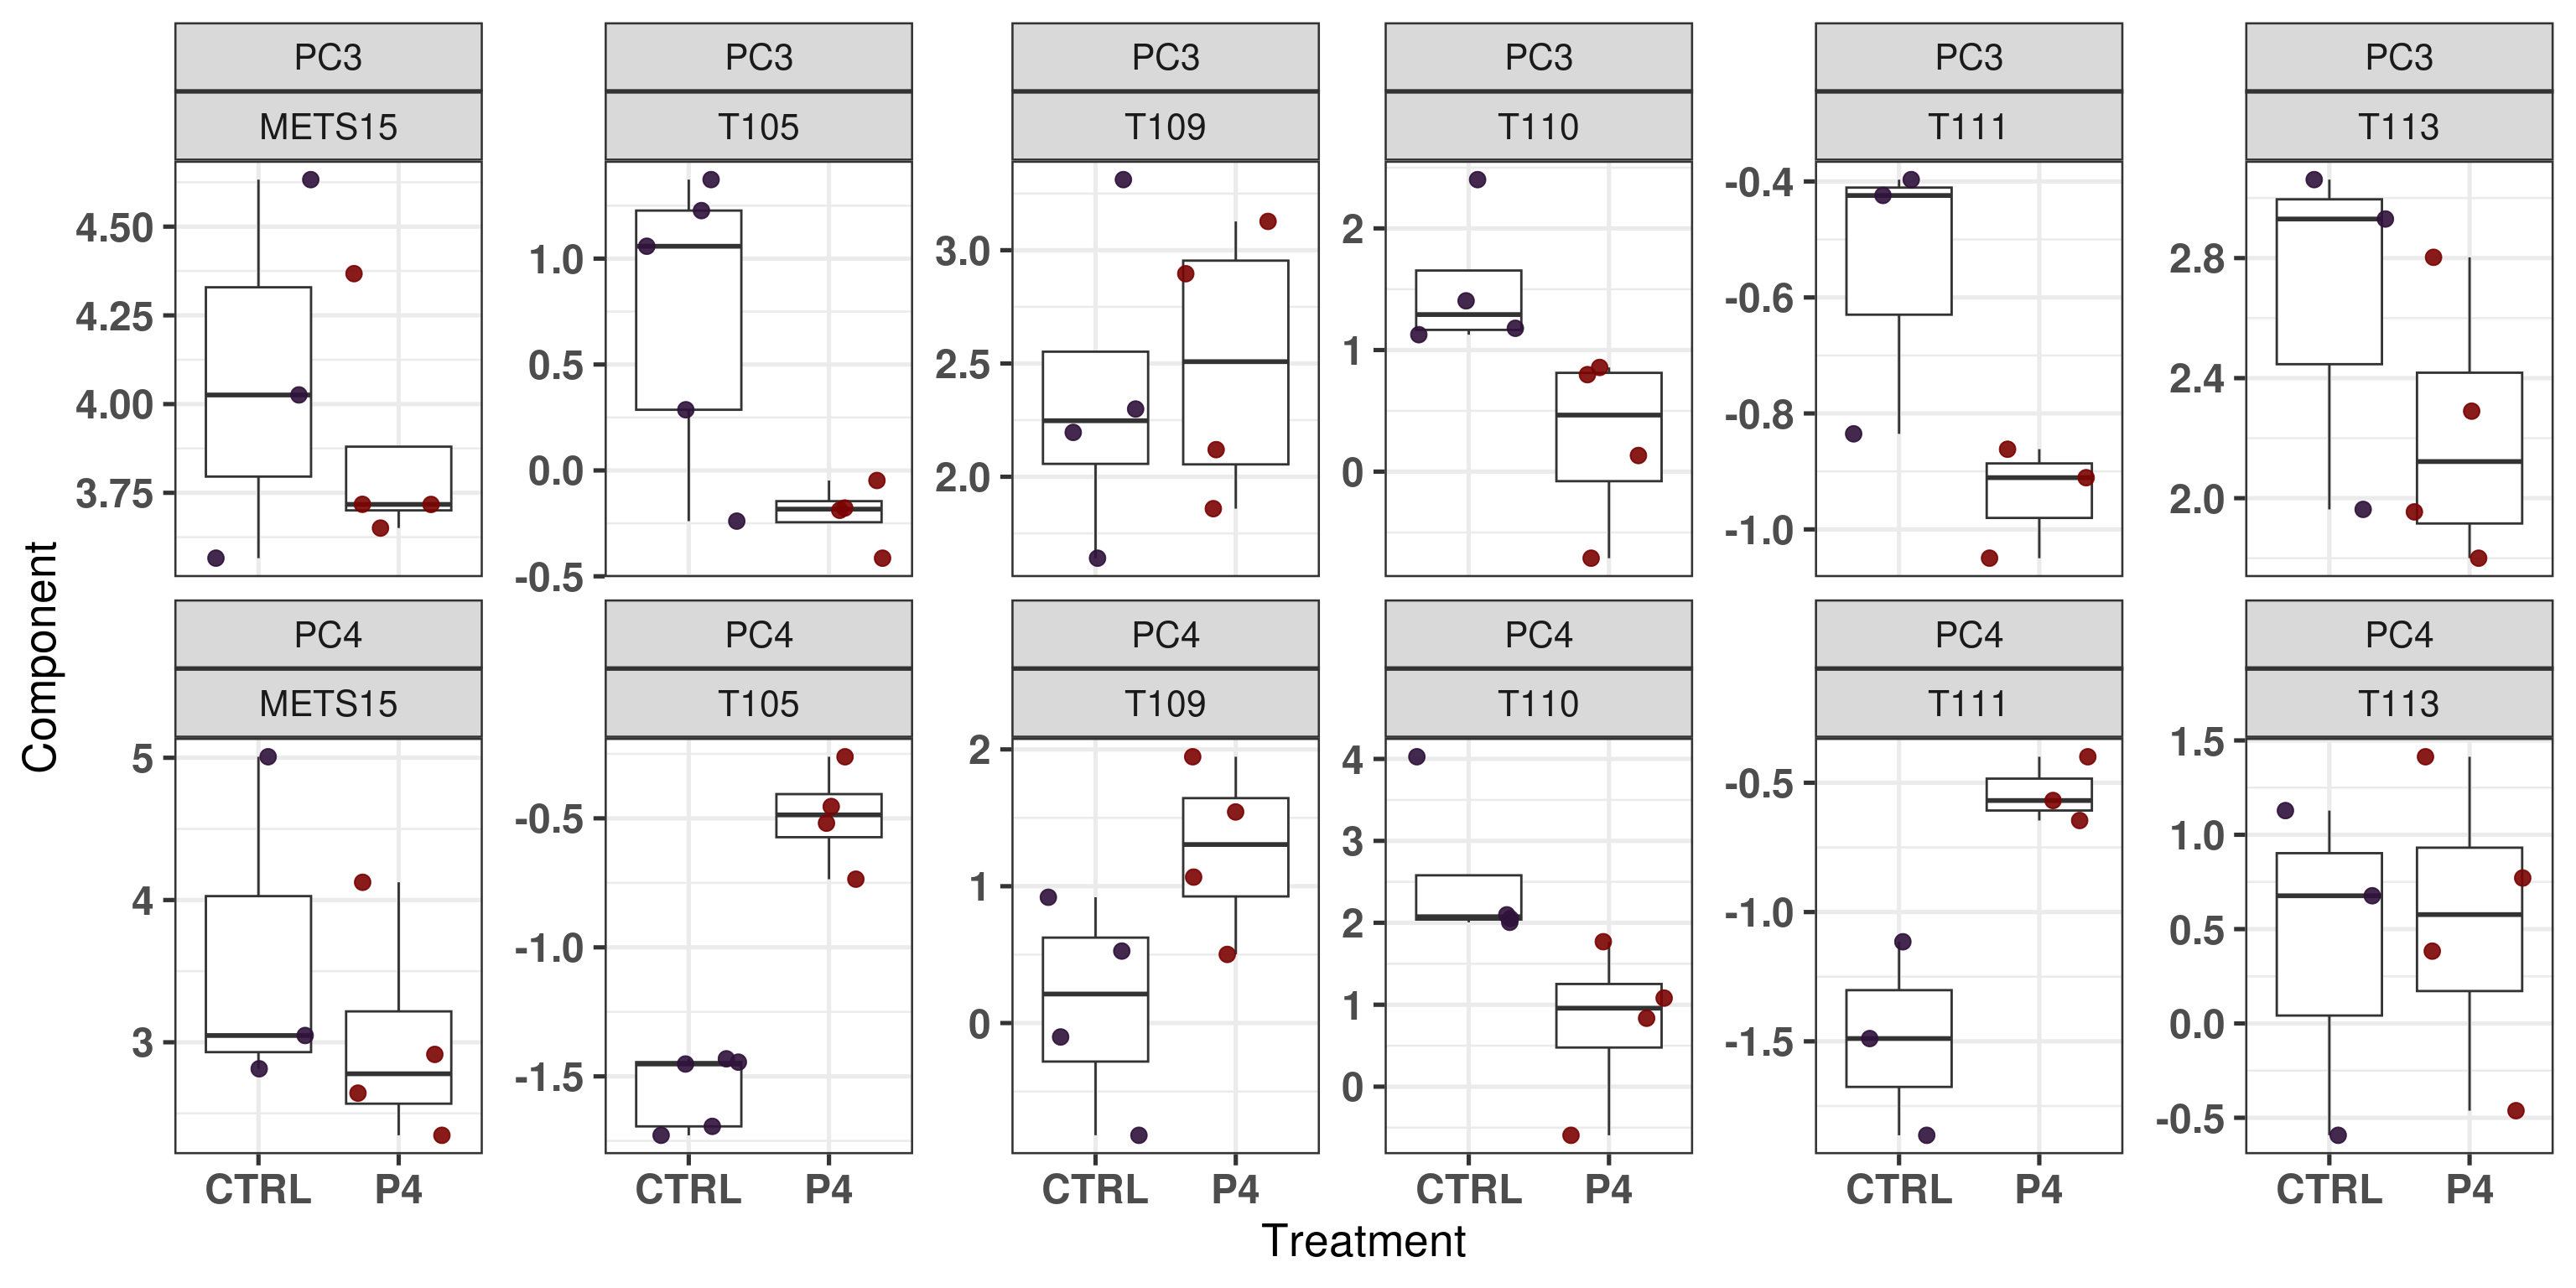 PC3 PC3 PC3 PC3 PC3 PC3
METS15 T105 T109 T110 T111 T113
4.50 4.25 4.00 3.75
1.0 0.5 0.0 -0.5
3.0 2.5 2.0
2 1 0
-0.4 -0.6 -0.8 -1.0
2.8 2.4 2.0
Component
PC4 PC4 PC4 PC4 PC4 PC4
METS15 T105 T109 T110 T111 T113
5 4 3
-0.5 -1.0 -1.5
2 1 0
4 3 2 1 0
-0.5 -1.0 -1.5
1.5 1.0 0.5 0.0 -0.5
CTRL P4 CTRL P4 CTRL P4 CTRL P4 CTRL P4 CTRL P4
Treatment